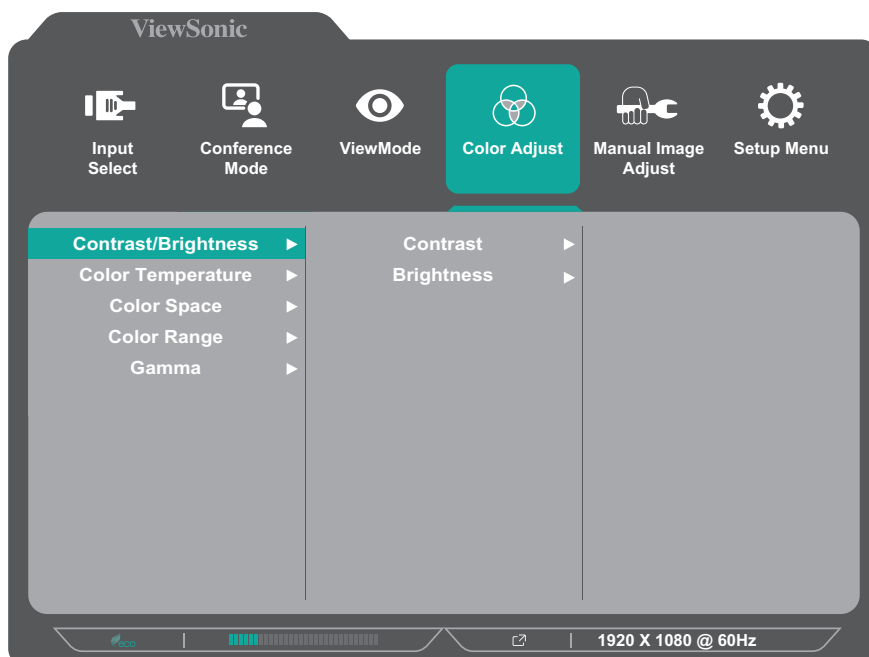 ViewSonic
Input Select
Conference Mode
ViewMode
Color Adjust
Manual Image Adjust
Setup Menu
Contrast/Brightness
Color Temperature
Color Space
Color Range
Gamma
Contrast
Brightness
eco
1920 X 1080 @ 60Hz